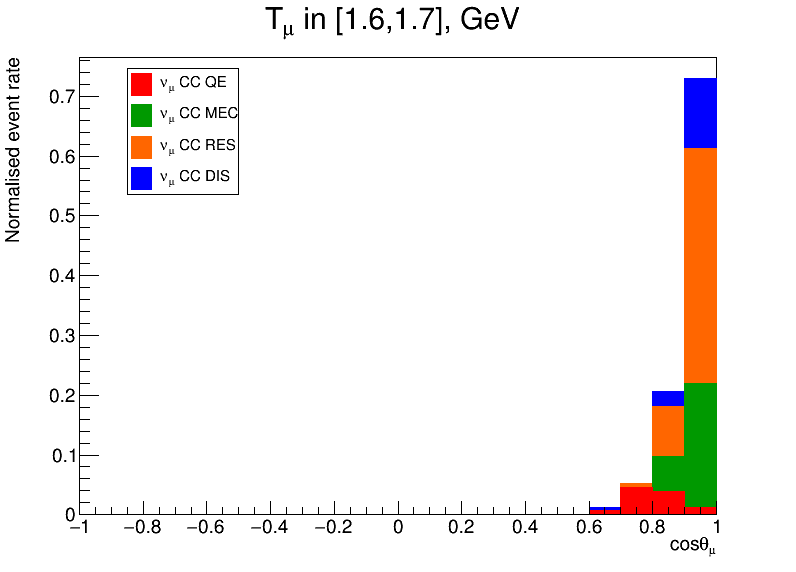 Tμ in [1.6,1.7], GeV
Normalised event rate
νμ CC QE
νμ CC MEC
νμ CC RES
νμ CC DIS
0.7
0.6
0.5
0.4
0.3
0.2
0.1
0
−1 −0.8 −0.6 −0.4 −0.2 0 0.2 0.4 0.6 0.8 1
cosθμ